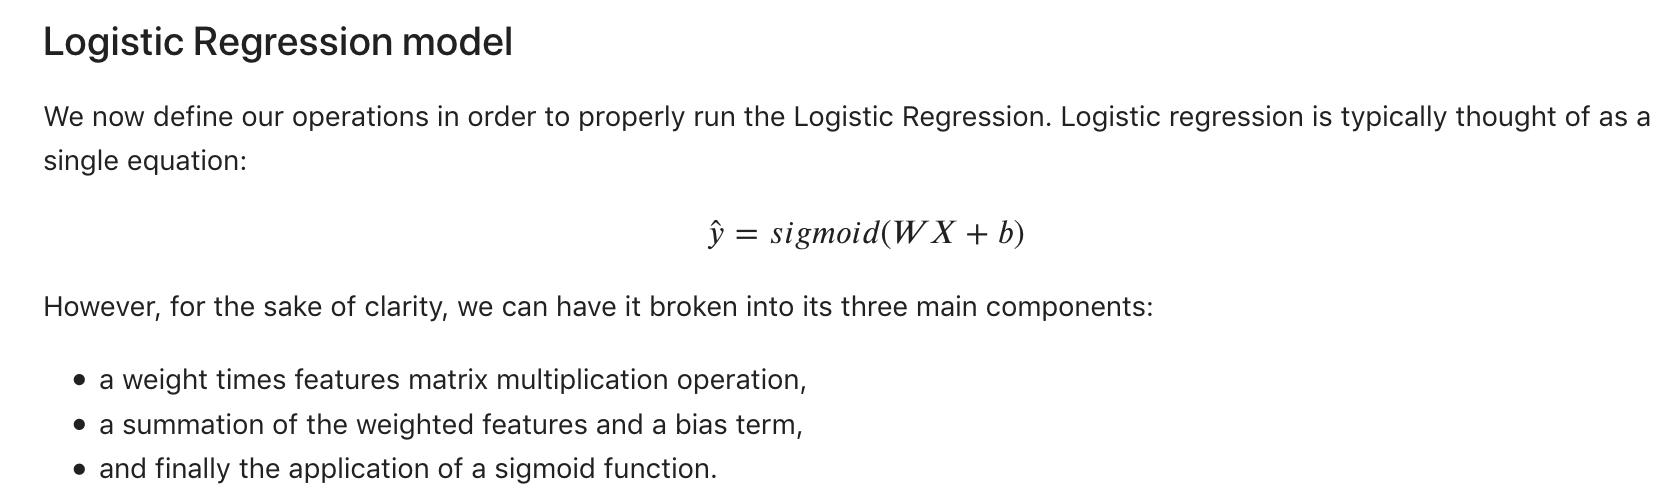 Logistic Regression model
We now define our operations in order to properly run the Logistic Regression. Logistic regression is typically thought of as a
single equation:
ŷ = sigmoid(WX + b)
However, for the sake of clarity, we can have it broken into its three main components:
• a weight times features matrix multiplication operation,
• a summation of the weighted features and a bias term,
• and finally the application of a sigmoid function.